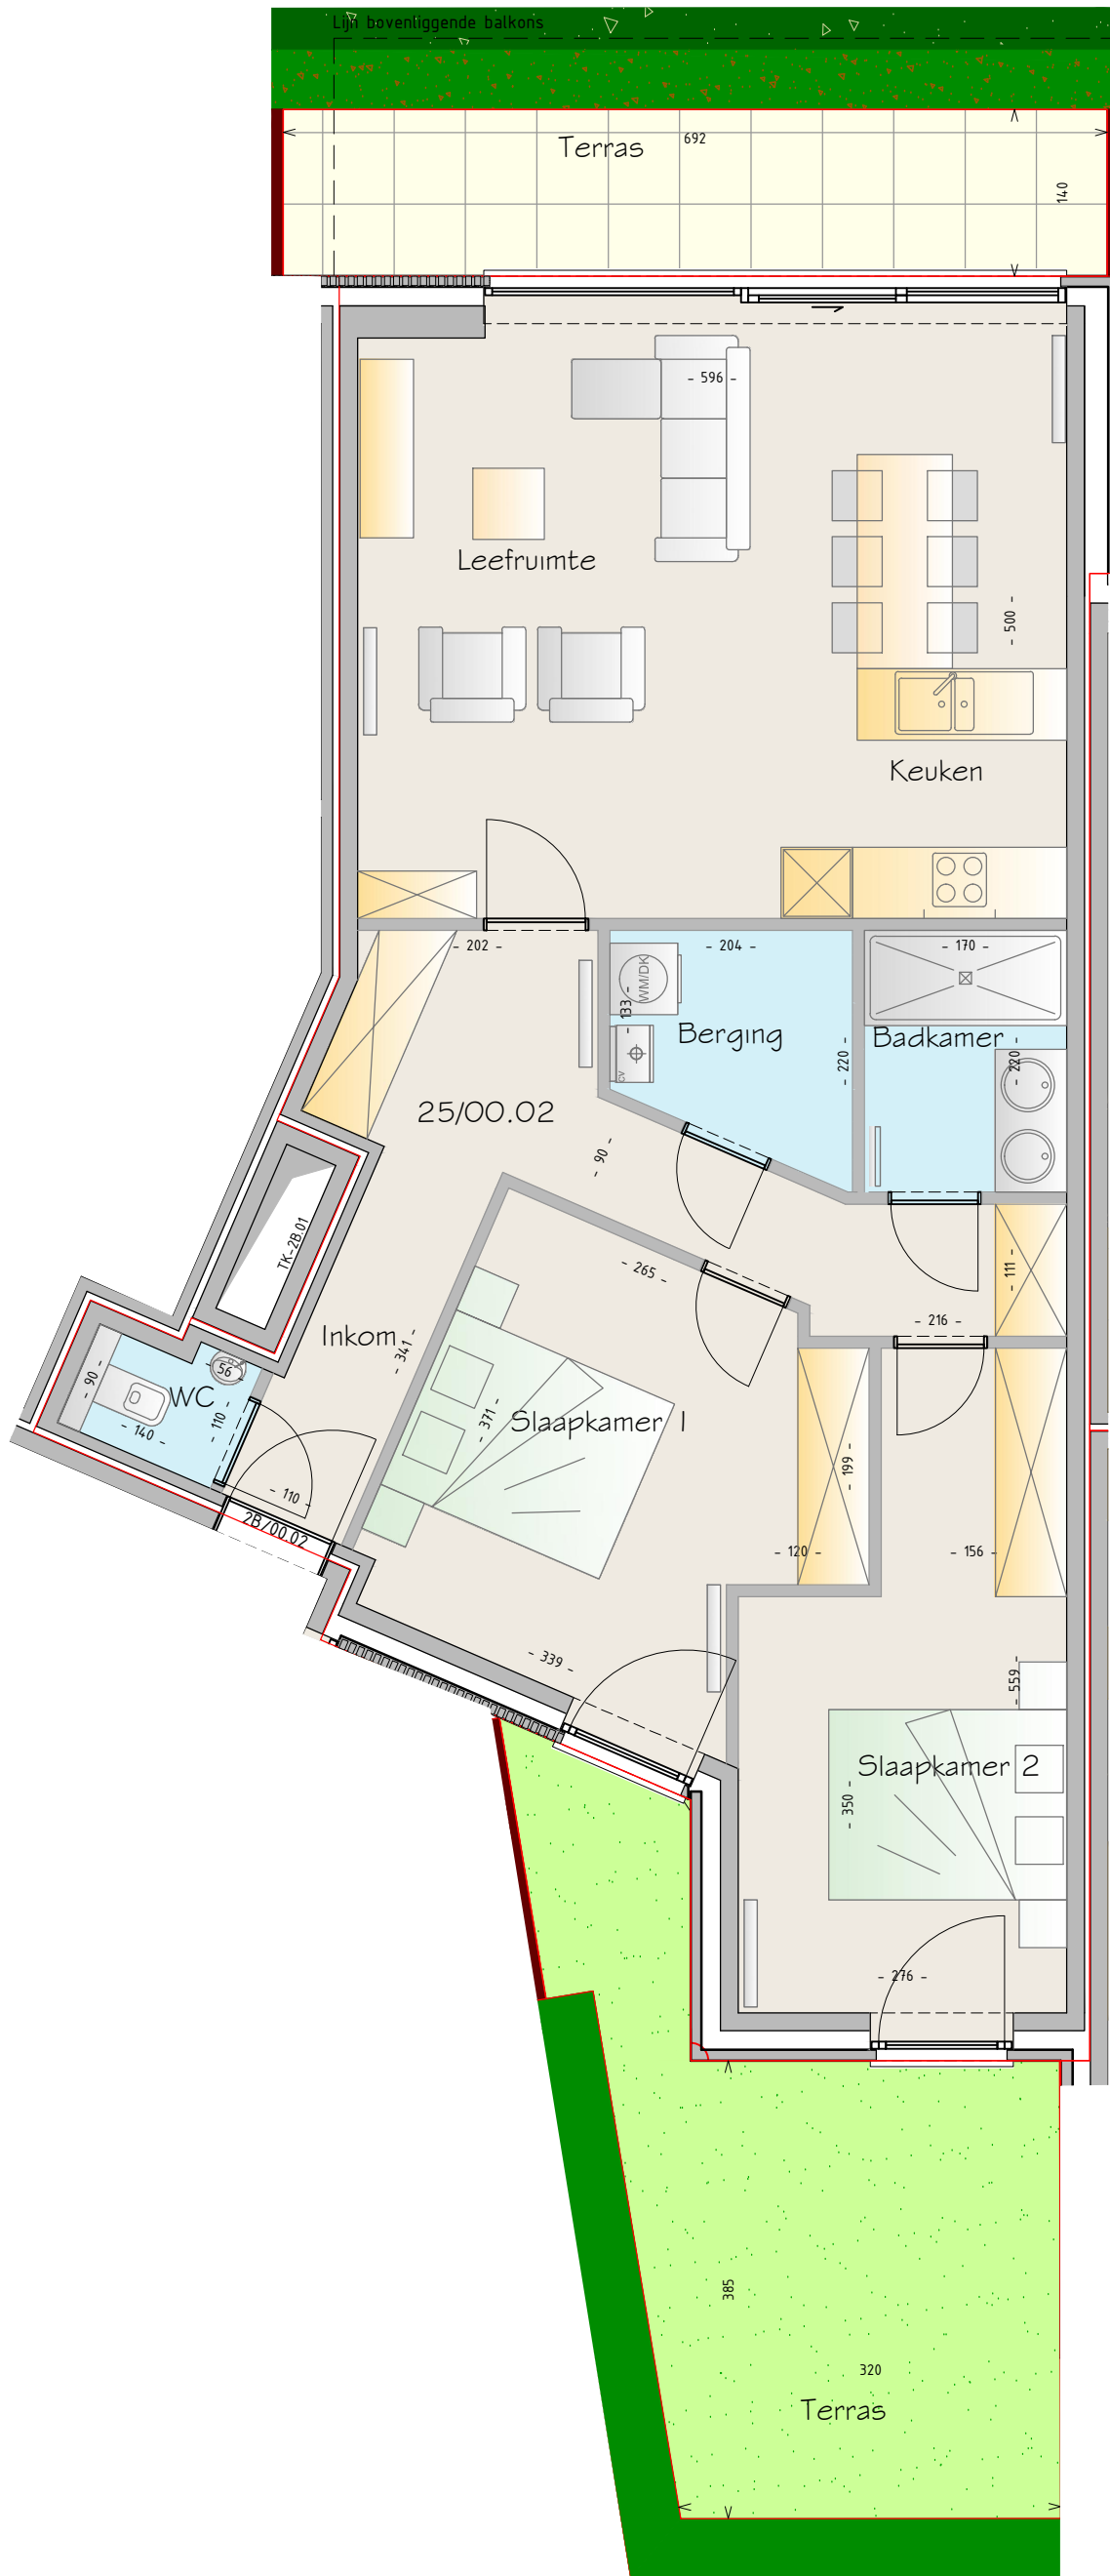 Lijn bovenliggende balkons
Terras
692
140
- 596 -
Leefruimte
- 500 -
Keuken
- 202 -
- 204 -
- 170 -
WM/DK
- 133 -
Berging
Badkamer
- 220 -
- 220 -
CV
25/00.02
- 90 -
TK-2B.01
- 265 -
- 111 -
- 216 -
Inkom
- 341 -
- 56 -
- 90 -
WC
- 110 -
- 140 -
- 371 -
Slaapkamer 1
- 199 -
- 110 -
2B/00.02
- 120 -
- 156 -
- 339 -
- 559 -
Slaapkamer 2
- 350 -
- 276 -
385
320
Terras